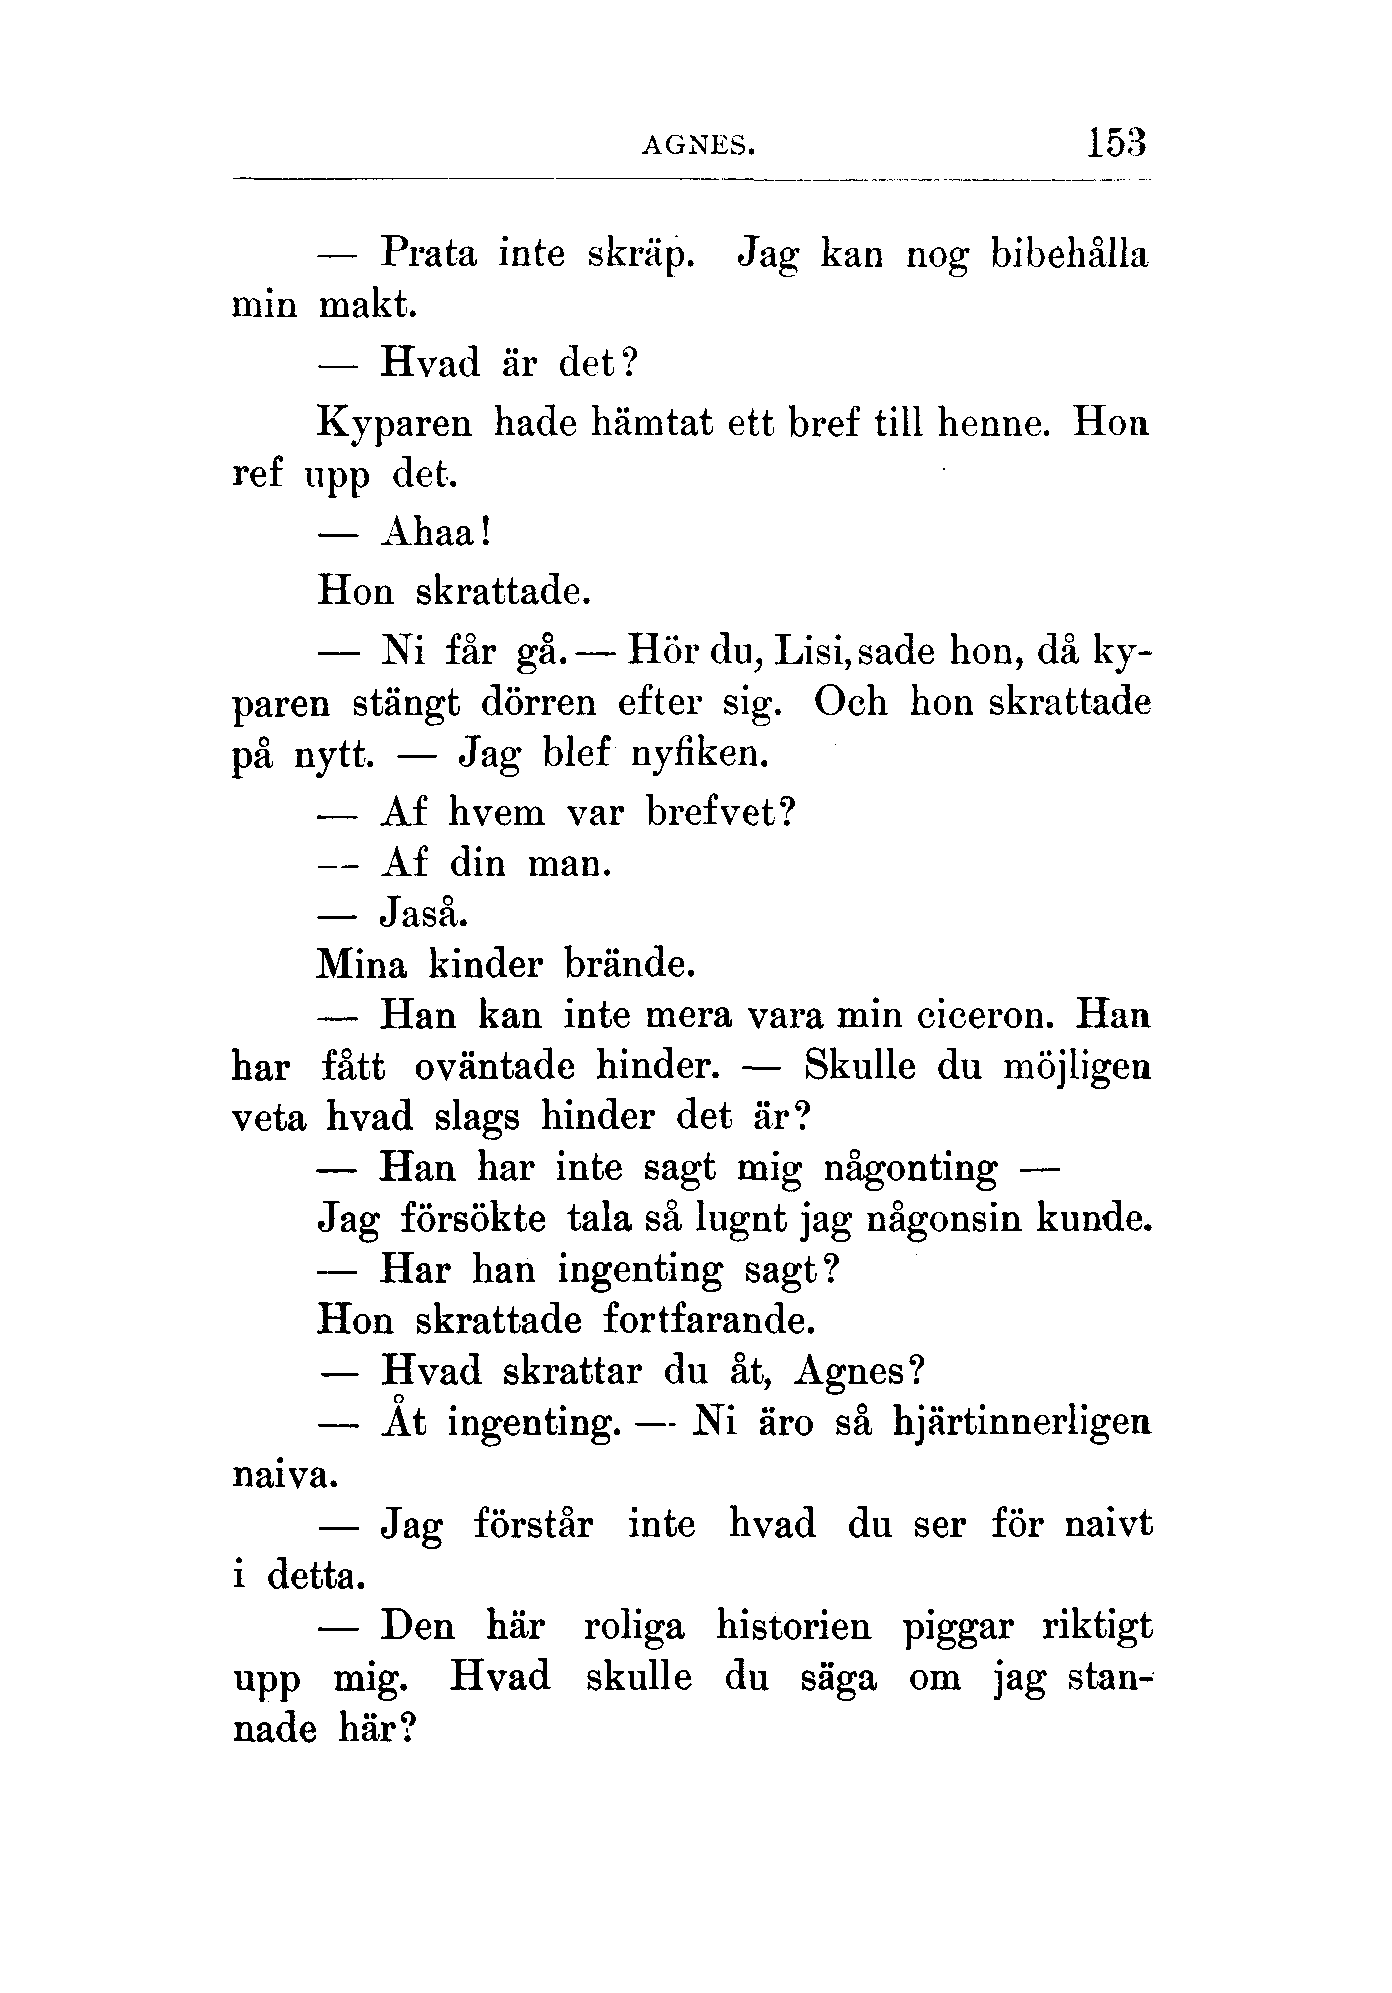 AGNES. 153
— Prata inte skräp. Jag kan nog bibehålla
min makt.
— Hvad är det?
Kyparen hade hämtat ett bref till henne. Hon
ref upp det.
— Ahaa!
Hon skrattade.
— Ni får gå. — Hör du, Lisi, sade hon, då ky-
paren stängt dörren efter sig. Och hon skrattade
på nytt. — Jag blef nyfiken.
— Af hvem var brefvet?
— Af din man.
— Jaså.
Mina kinder brände.
— Han kan inte mera vara min ciceron. Han
har fått oväntade hinder. — Skulle du möjligen
veta hvad slags hinder det är?
— Han har inte sagt mig någonting —
Jag försökte tala så lugnt jag någonsin kunde.
— Har han ingenting sagt?
Hon skrattade fortfarande.
— Hvad skrattar du åt, Agnes?
— Åt ingenting. — Ni äro så hjärtinnerligen
naiva.
— Jag förstår inte hvad du ser för naivt
i detta.
— Den här roliga historien piggar riktigt
upp mig. Hvad skulle du säga om jag stan-
nade här?